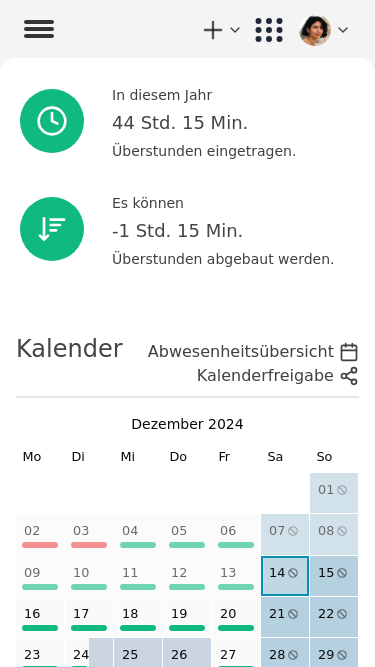 In diesem Jahr
44 Std. 15 Min.
Überstunden eingetragen.
Es können
-1 Std. 15 Min.
Überstunden abgebaut werden.
Kalender
Abwesenheitsübersicht
Kalenderfreigabe
Dezember 2024
Mo Di Mi Do Fr Sa So
01
02 03 04 05 06 07 08
09 10 11 12 13 14 15
16 17 18 19 20 21 22
23 24 25 26 27 28 29